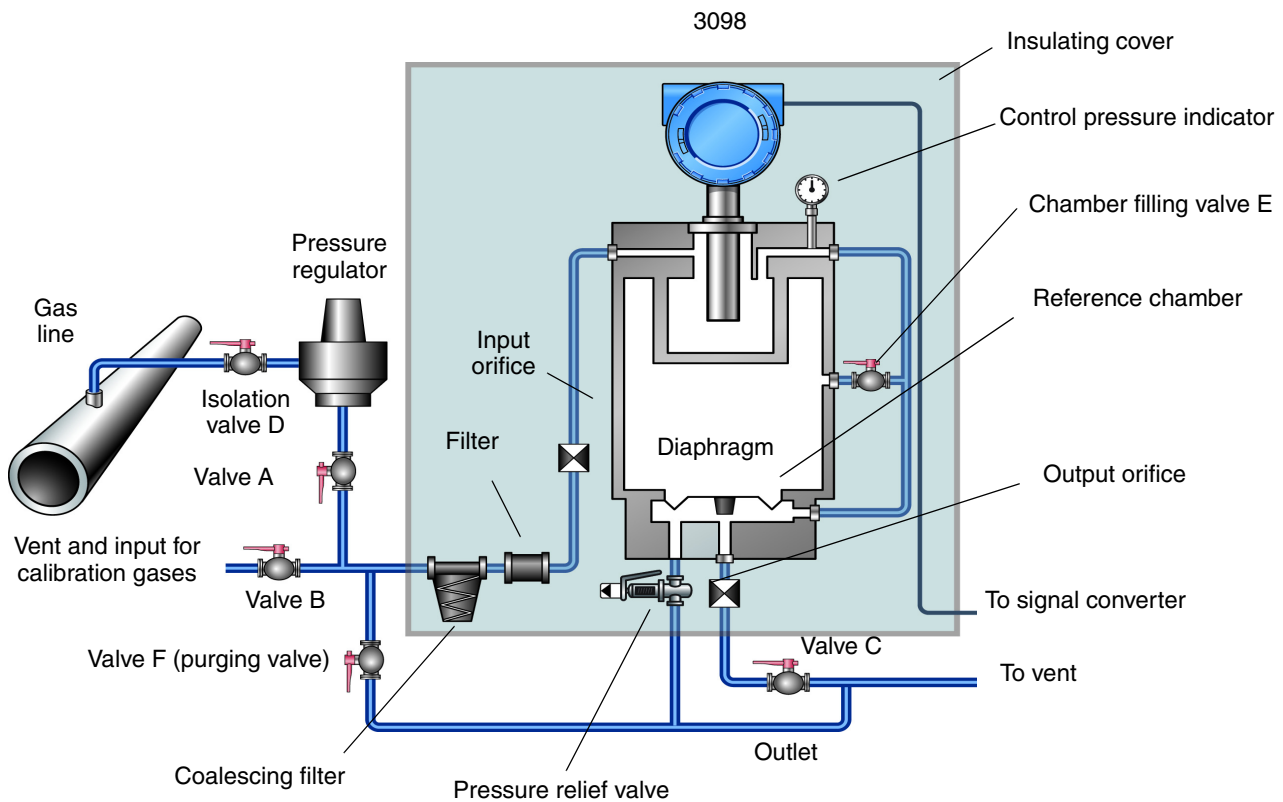 3098
Insulating cover
Control pressure indicator
Chamber filling valve E
Pressure
regulator
Gas
line
Reference chamber
Input
orifice
Isolation
valve D
Filter
Diaphragm
Valve A
Output orifice
Vent and input for
calibration gases
Valve B
To signal converter
Valve C
Valve F (purging valve)
To vent
Outlet
Coalescing filter
Pressure relief valve